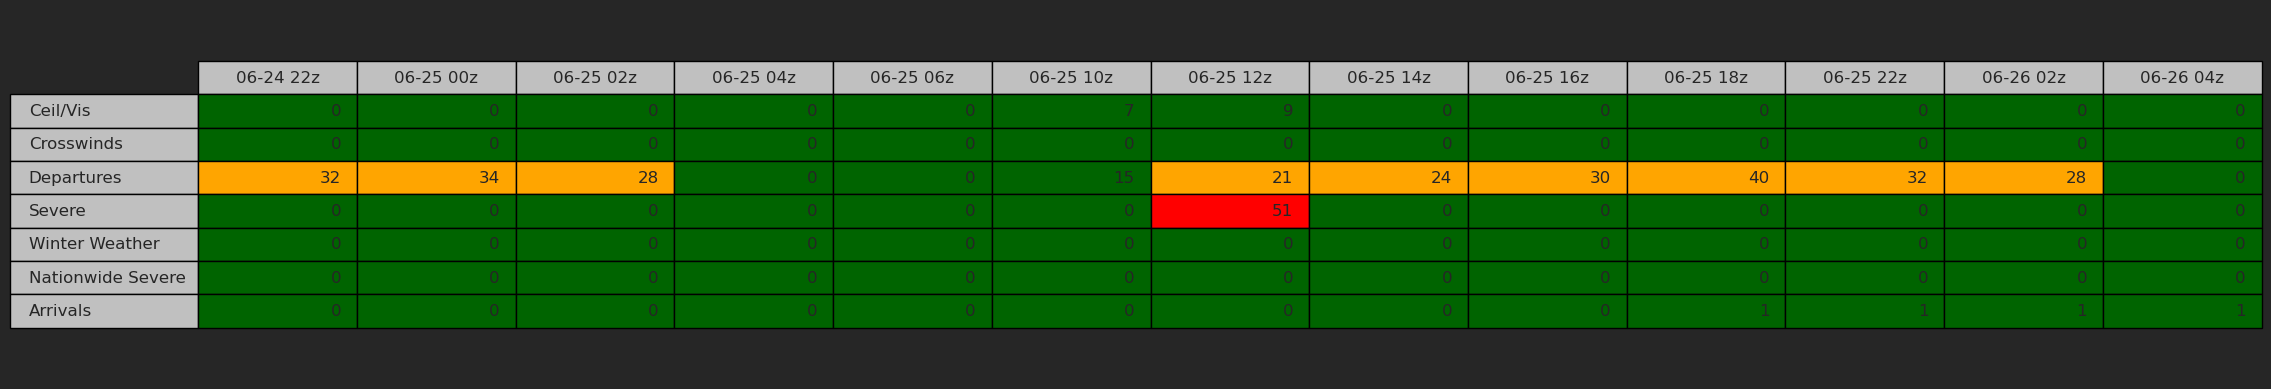 06-24 22z 06-25 00z 06-25 02z 06-25 04z 06-25 06z 06-25 10z 06-25 12z 06-25 14z 06-25 16z 06-25 18z 06-25 22z 06-26 02z 06-26 04z
Ceil/Vis 0 0 0 0 0 7 9 0 0 0 0 0 0
Crosswinds 0 0 0 0 0 0 0 0 0 0 0 0 0
Departures 32 34 28 0 0 15 21 24 30 40 32 28 0
Severe 0 0 0 0 0 0 51 0 0 0 0 0 0
Winter Weather 0 0 0 0 0 0 0 0 0 0 0 0 0
Nationwide Severe 0 0 0 0 0 0 0 0 0 0 0 0 0
Arrivals 0 0 0 0 0 0 0 0 0 1 1 1 1